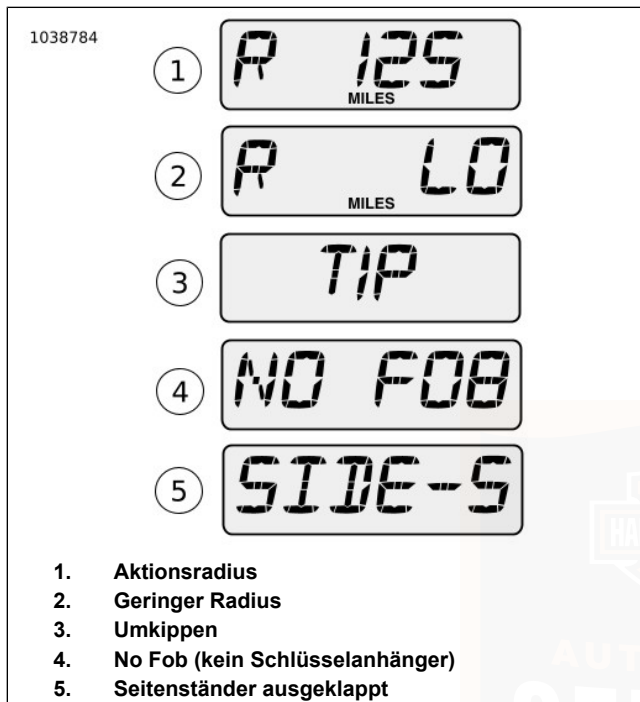 1038784
1 R 125
MILES
2 R LO
MILES
3 TIP
4 NO FOB
5 SIDE-S
1. Aktionsradius
2. Geringer Radius
3. Umkippen
4. No Fob (kein Schlüsselanhänger)
5. Seitenständer ausgeklappt